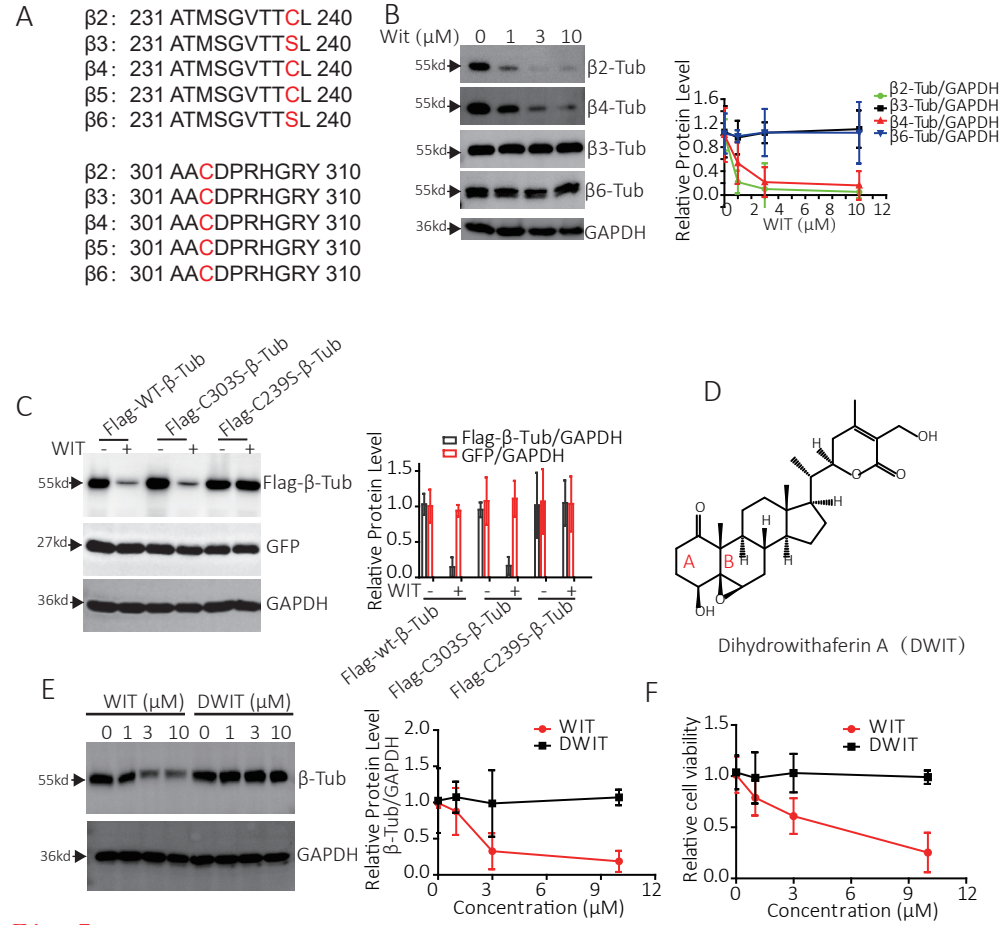 A
β2: 231 ATMSGVTTCL 240
β3: 231 ATMSGVTTSL 240
β4: 231 ATMSGVTTCL 240
β5: 231 ATMSGVTTCL 240
β6: 231 ATMSGVTTSL 240
β2: 301 AACDPRHGRY 310
β3: 301 AACDPRHGRY 310
β4: 301 AACDPRHGRY 310
β5: 301 AACDPRHGRY 310
β6: 301 AACDPRHGRY 310
B
Wit (μM) 0 1 3 10
55kd β2-Tub
55kd β4-Tub
55kd β3-Tub
55kd β6-Tub
36kd GAPDH
β2-Tub/GAPDH
β3-Tub/GAPDH
β4-Tub/GAPDH
β6-Tub/GAPDH
Relative Protein Level
1.6
1.2
0.8
0.4
0.0
0 2 4 6 8 10 12
WIT (μM)
C
Flag-WT-β-Tub
Flag-C303S-β-Tub
Flag-C239S-β-Tub
WIT - + - + - +
55kd Flag-β-Tub
27kd GFP
36kd GAPDH
Flag-β-Tub/GAPDH
GFP/GAPDH
Relative Protein Level
1.5
1.0
0.5
0.0
WIT - + - + - +
Flag-wt-β-Tub
Flag-C303S-β-Tub
Flag-C239S-β-Tub
D
H
OH
O
O
H
O
H
H
H
A
B
O
OH
Dihydrowithaferin A (DWIT)
E
WIT (μM) DWIT (μM)
0 1 3 10 0 1 3 10
55kd β-Tub
36kd GAPDH
Relative Protein Level
β-Tub/GAPDH
2.0
1.5
1.0
0.5
0
WIT
DWIT
0 3 6 9 12
Concentration (μM)
F
Relative cell viability
1.5
1.0
0.5
0
WIT
DWIT
0 3 6 9 12
Concentration (μM)